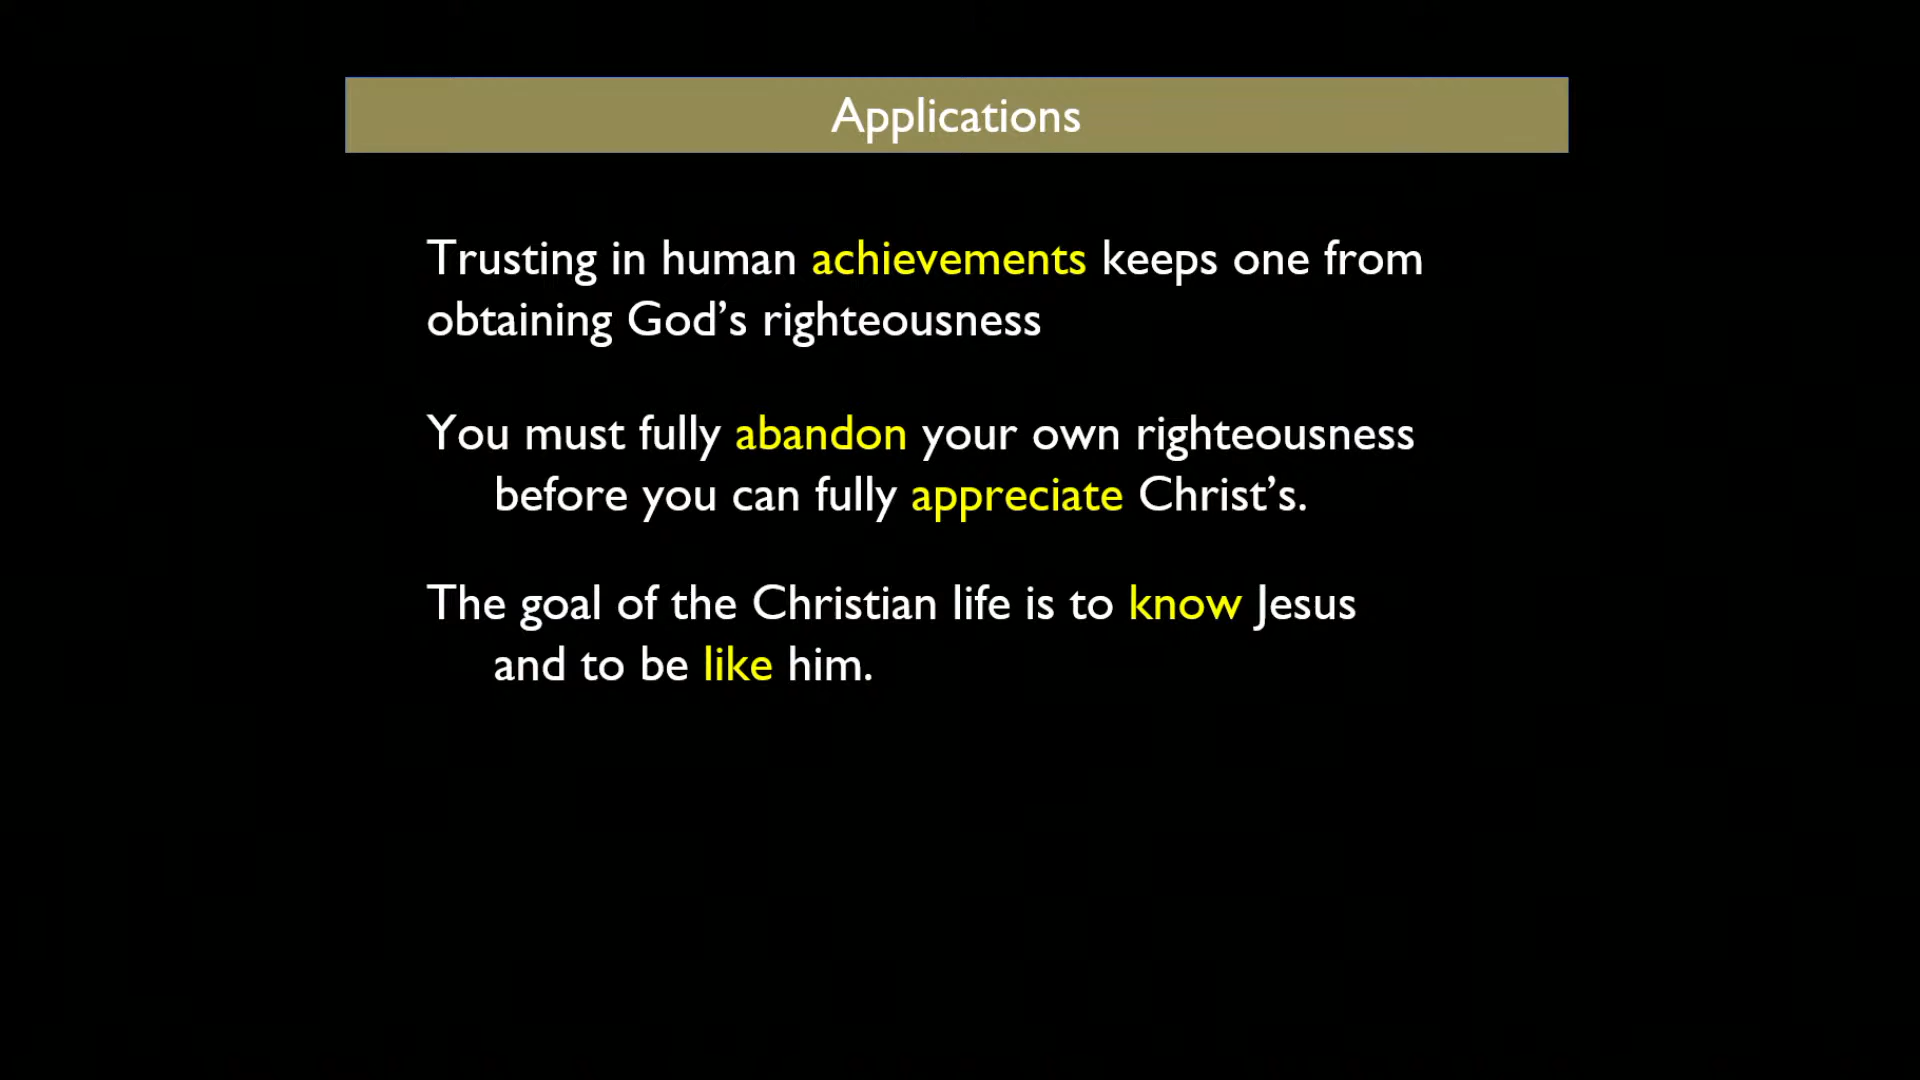 Applications
Trusting in human achievements keeps one from
obtaining God’s righteousness
You must fully abandon your own righteousness
before you can fully appreciate Christ’s.
The goal of the Christian life is to know Jesus
and to be like him.